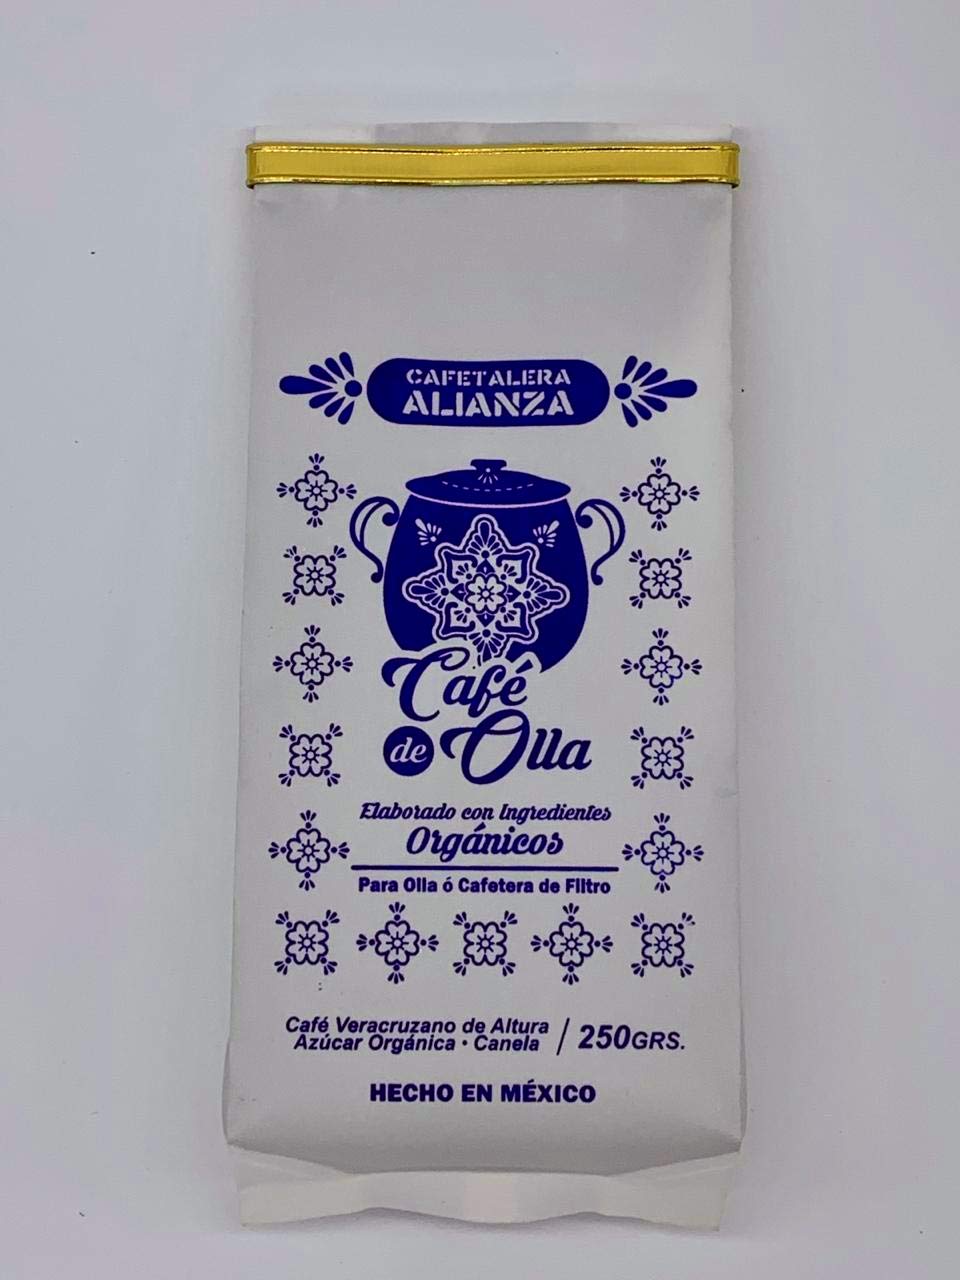 CAFETALERA
ALIANZA
Café
de Olla
Elaborado con Ingredientes
Orgánicos
Para Olla ó Cafetera de Filtro
Café Veracruzano de Altura
Azúcar Orgánica • Canela / 250GRS.
HECHO EN MÉXICO